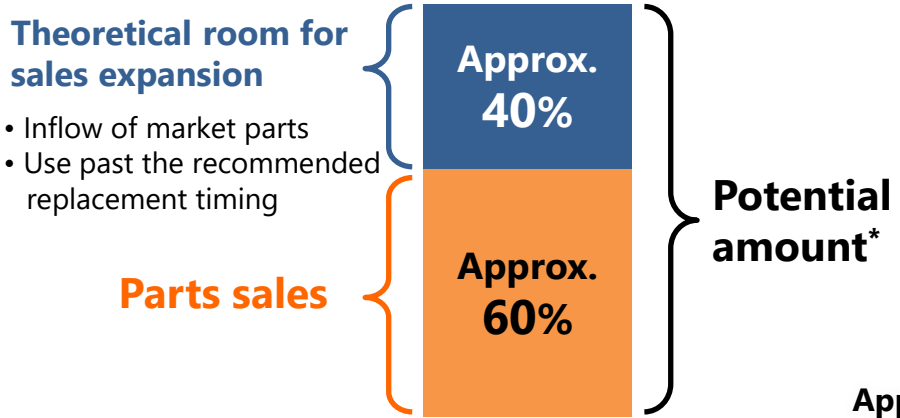 Theoretical room for
sales expansion
• Inflow of market parts
• Use past the recommended
replacement timing
Approx.
40%
Parts sales
Approx.
60%
Potential
amount*